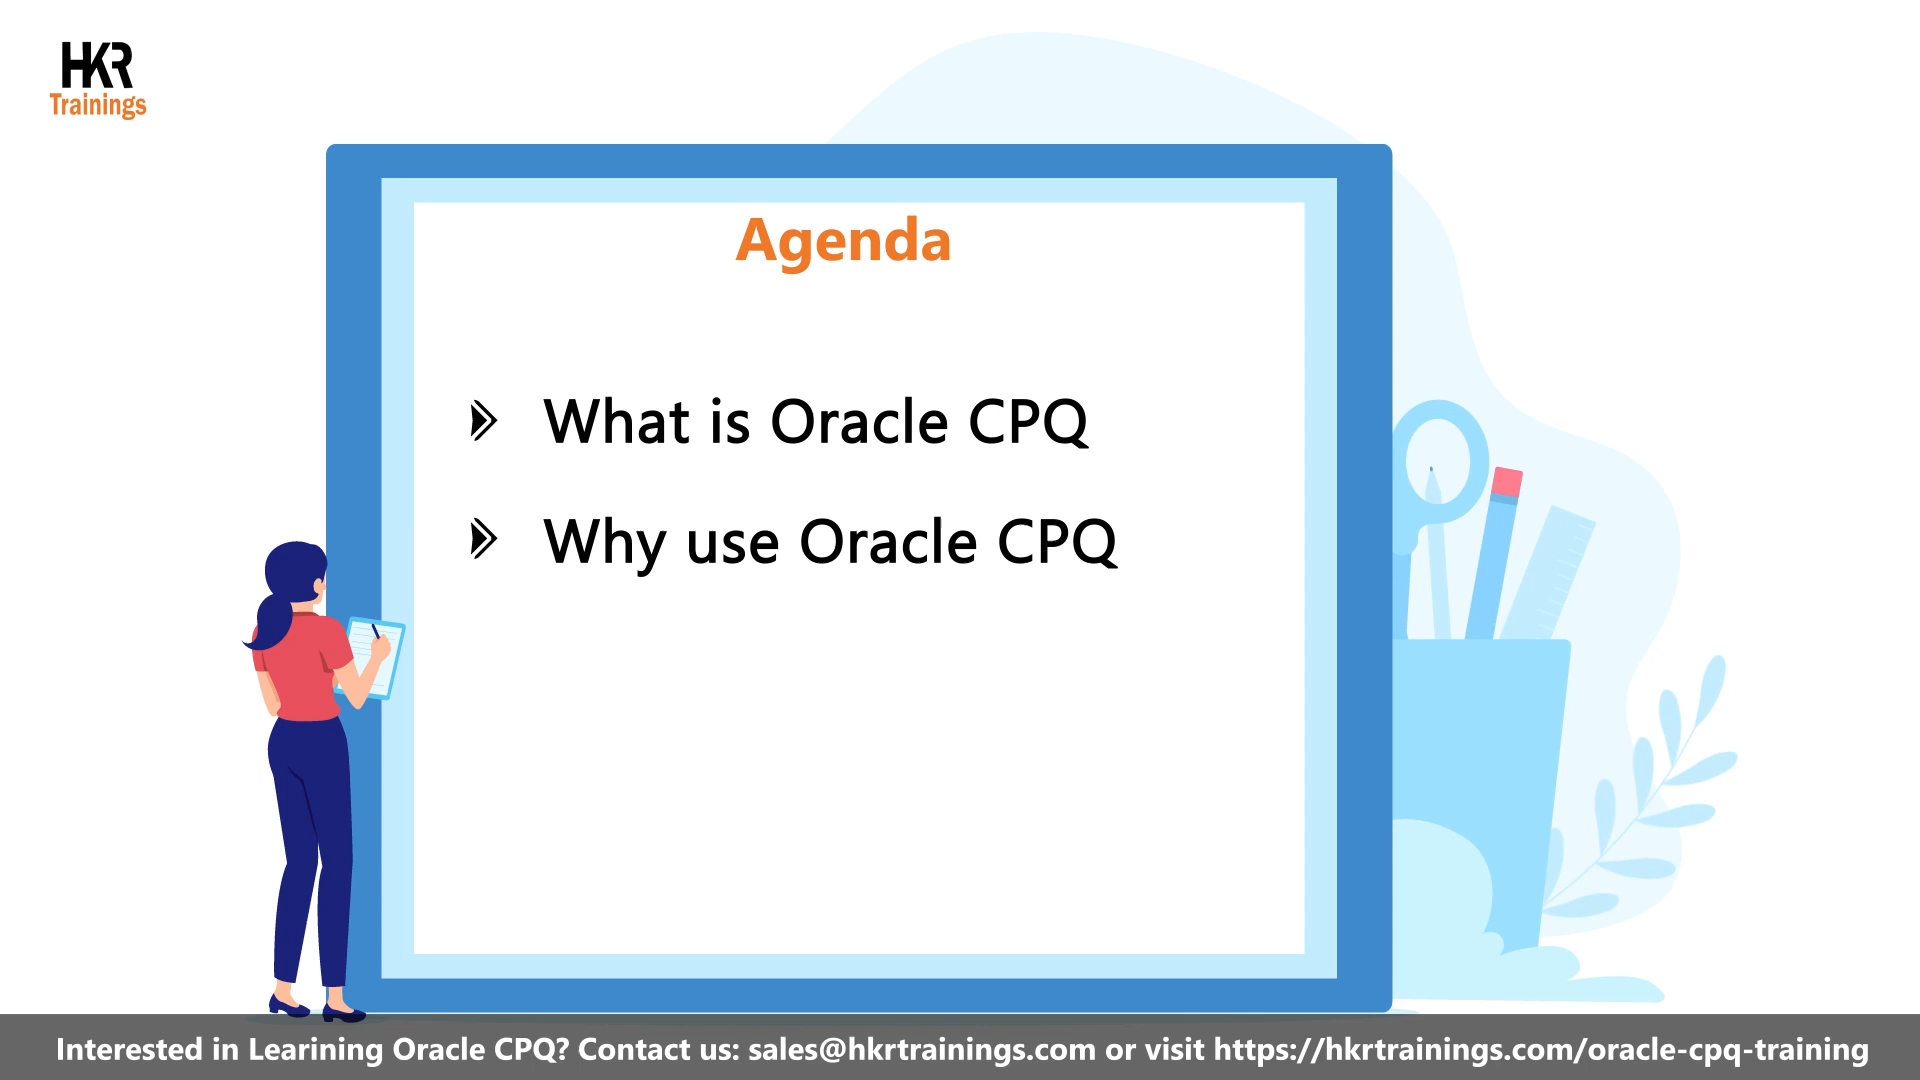 HKR
Trainings
Agenda
What is Oracle CPQ
Why use Oracle CPQ
Interested in Learining Oracle CPQ? Contact us: sales@hkrtrainings.com or visit https://hkrtrainings.com/oracle-cpq-training